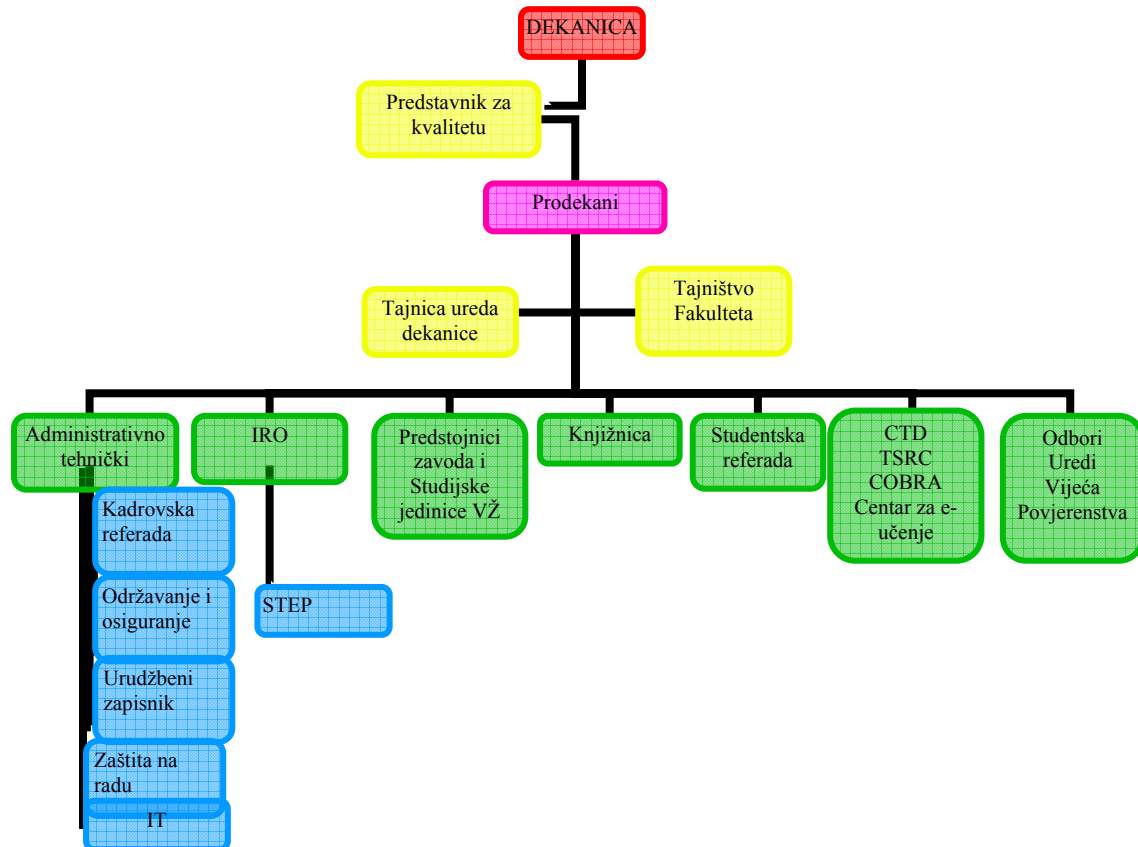 DEKANICA
Predstavnik za
kvalitetu
Prodekani
Tajnica ureda
dekanice
Tajništvo
Fakulteta
Administrativno
tehnički
IRO
Predstojnici
zavoda i
Studijske
jedinice VŽ
Knjižnica
Studentska
referada
CTD
TSRC
COBRA
Centar za e-
učenje
Odbori
Uredi
Vijeća
Povjerenstva
Kadrovska
referada
Održavanje i
osiguranje
Urudžbeni
zapisnik
Zaštita na
radu
IT
STEP